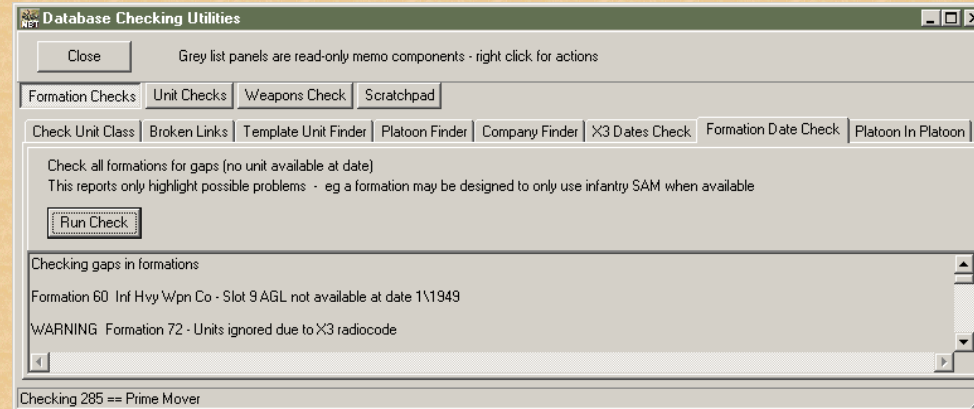 NBT Database Checking Utilities
Close Grey list panels are read-only memo components - right click for actions
Formation Checks Unit Checks Weapons Check Scratchpad
Check Unit Class Broken Links Template Unit Finder Platoon Finder Company Finder X3 Dates Check Formation Date Check Platoon In Platoon
Check all formations for gaps (no unit available at date)
This reports only highlight possible problems - eg a formation may be designed to only use infantry SAM when available
Run Check
Checking gaps in formations
Formation 60 Inf Hvy Wpn Co - Slot 9 AGL not available at date 1\1949
WARNING Formation 72 - Units ignored due to X3 radiocode
Checking 285 == Prime Mover